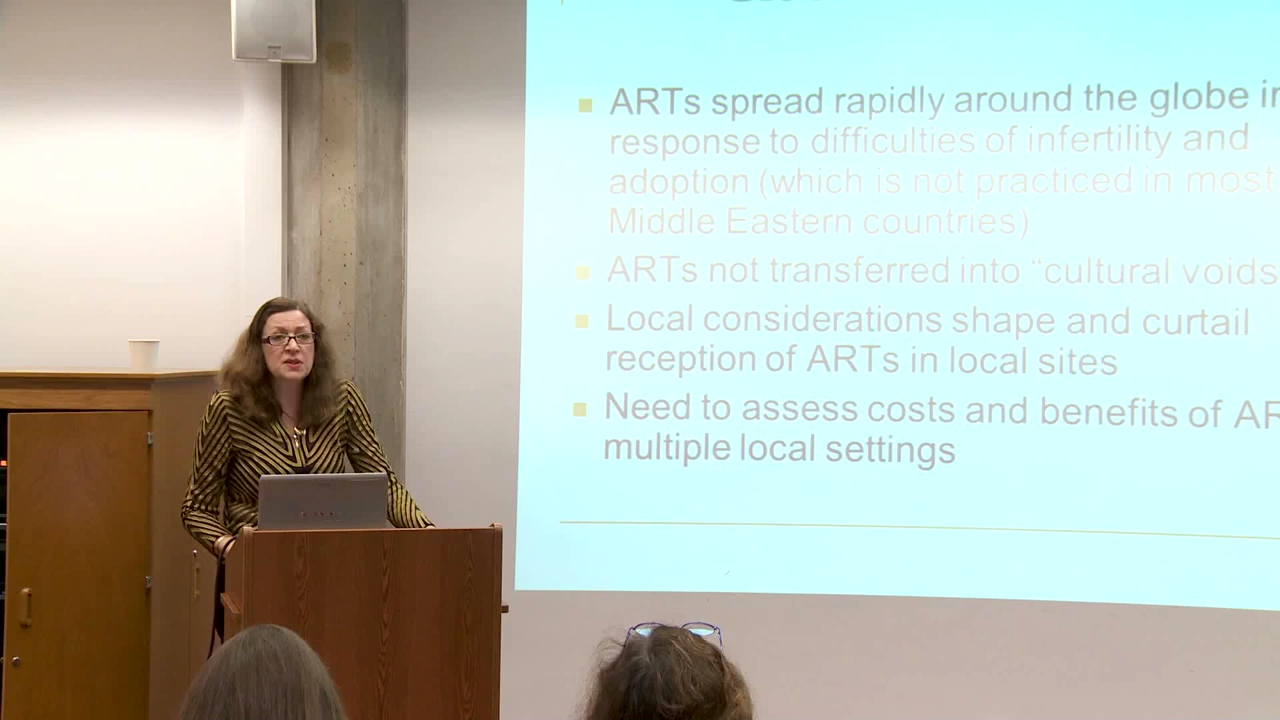 ARTs spread rapidly around the globe in
response to difficulties of infertility and
adoption (which is not practiced in most
Middle Eastern countries)
ARTs not transferred into “cultural voids
Local considerations shape and curtail
reception of ARTs in local sites
Need to assess costs and benefits of
multiple local settings